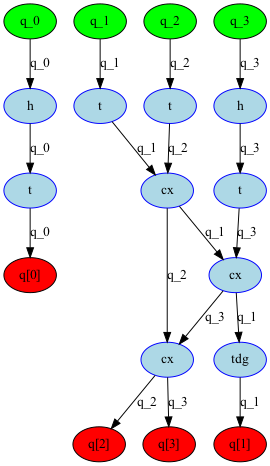 q_0 q_1 q_2 q_3
q_0 q_1 q_2 q_3
h t t h
q_0 q_1 q_2 q_3
t cx t
q_0 q_1 q_3
q[0] q_2 cx
q_3 q_1
cx tdg
q_2 q_3 q_1
q[2] q[3] q[1]